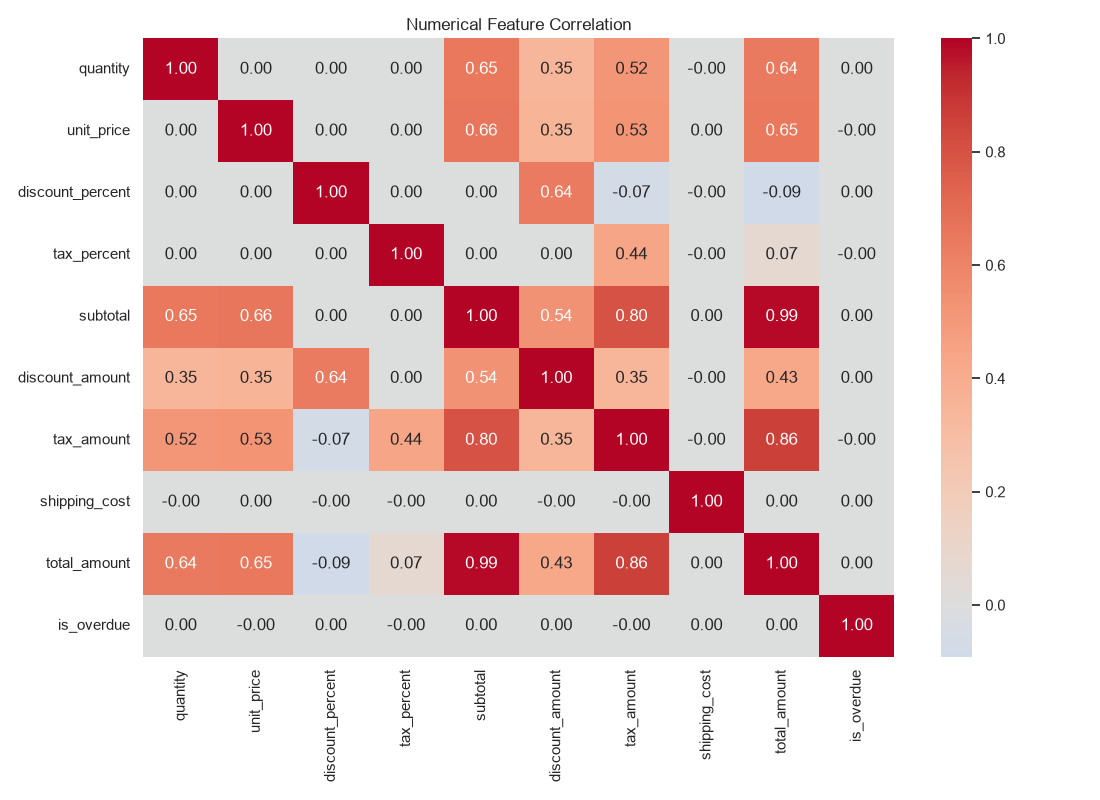 Numerical Feature Correlation
quantity 1.00 0.00 0.00 0.00 0.65 0.35 0.52 -0.00 0.64 0.00
unit_price 0.00 1.00 0.00 0.00 0.66 0.35 0.53 0.00 0.65 -0.00
discount_percent 0.00 0.00 1.00 0.00 0.00 0.64 -0.07 -0.00 -0.09 0.00
tax_percent 0.00 0.00 0.00 1.00 0.00 0.00 0.44 -0.00 0.07 -0.00
subtotal 0.65 0.66 0.00 0.00 1.00 0.54 0.80 0.00 0.99 0.00
discount_amount 0.35 0.35 0.64 0.00 0.54 1.00 0.35 -0.00 0.43 0.00
tax_amount 0.52 0.53 -0.07 0.44 0.80 0.35 1.00 -0.00 0.86 -0.00
shipping_cost -0.00 0.00 -0.00 -0.00 0.00 -0.00 -0.00 1.00 0.00 0.00
total_amount 0.64 0.65 -0.09 0.07 0.99 0.43 0.86 0.00 1.00 0.00
is_overdue 0.00 -0.00 0.00 -0.00 0.00 0.00 -0.00 0.00 0.00 1.00
quantity unit_price discount_percent tax_percent subtotal discount_amount tax_amount shipping_cost total_amount is_overdue
1.0
0.8
0.6
0.4
0.2
0.0